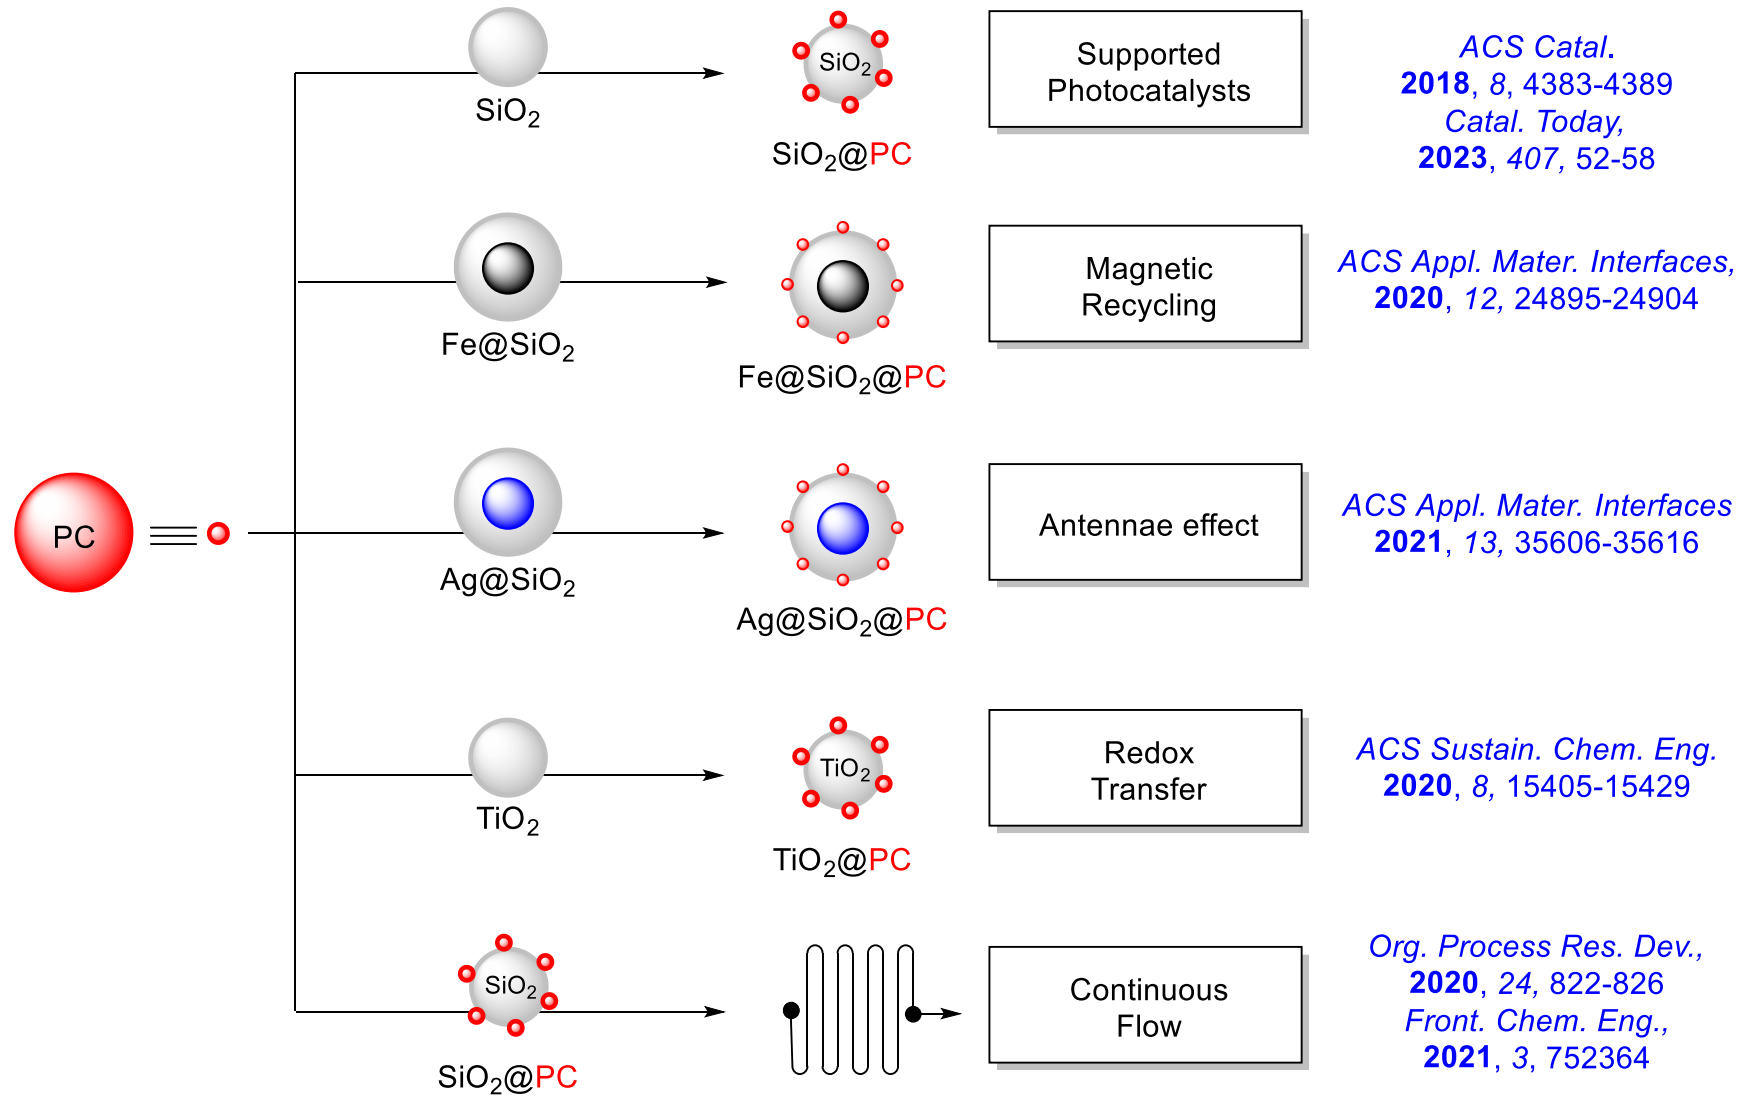 SiO₂
SiO₂
SiO₂@PC
Supported
Photocatalysts
ACS Catal.
2018, 8, 4383-4389
Catal. Today,
2023, 407, 52-58
Fe@SiO₂
Fe@SiO₂@PC
Magnetic
Recycling
ACS Appl. Mater. Interfaces,
2020, 12, 24895-24904
PC
Ag@SiO₂
Ag@SiO₂@PC
Antennae effect
ACS Appl. Mater. Interfaces
2021, 13, 35606-35616
TiO₂
TiO₂
TiO₂@PC
Redox
Transfer
ACS Sustain. Chem. Eng.
2020, 8, 15405-15429
SiO₂
SiO₂@PC
Continuous
Flow
Org. Process Res. Dev.,
2020, 24, 822-826
Front. Chem. Eng.,
2021, 3, 752364